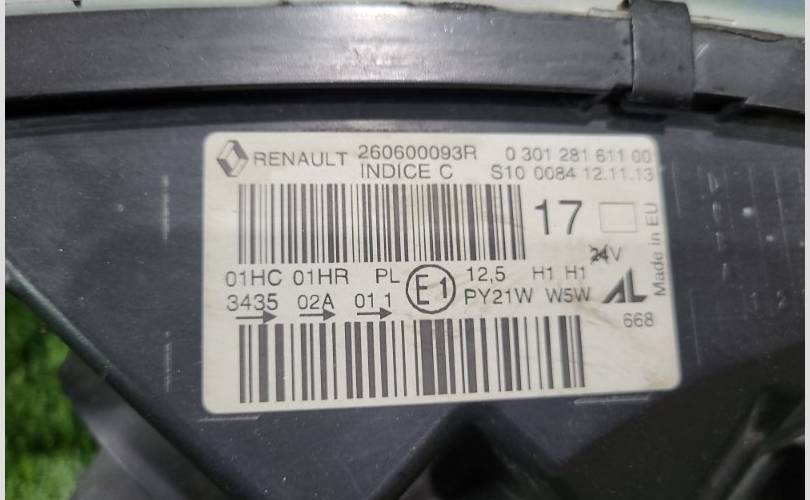 RENAULT 260600093R 0 301 281 611 00
INDICE C S10 0084 12.11.13
17
24V
Made in EU
01HC 01HR PL E1 12,5 H1 H1
3435 02A 01 1 PY21W W5W AL
668